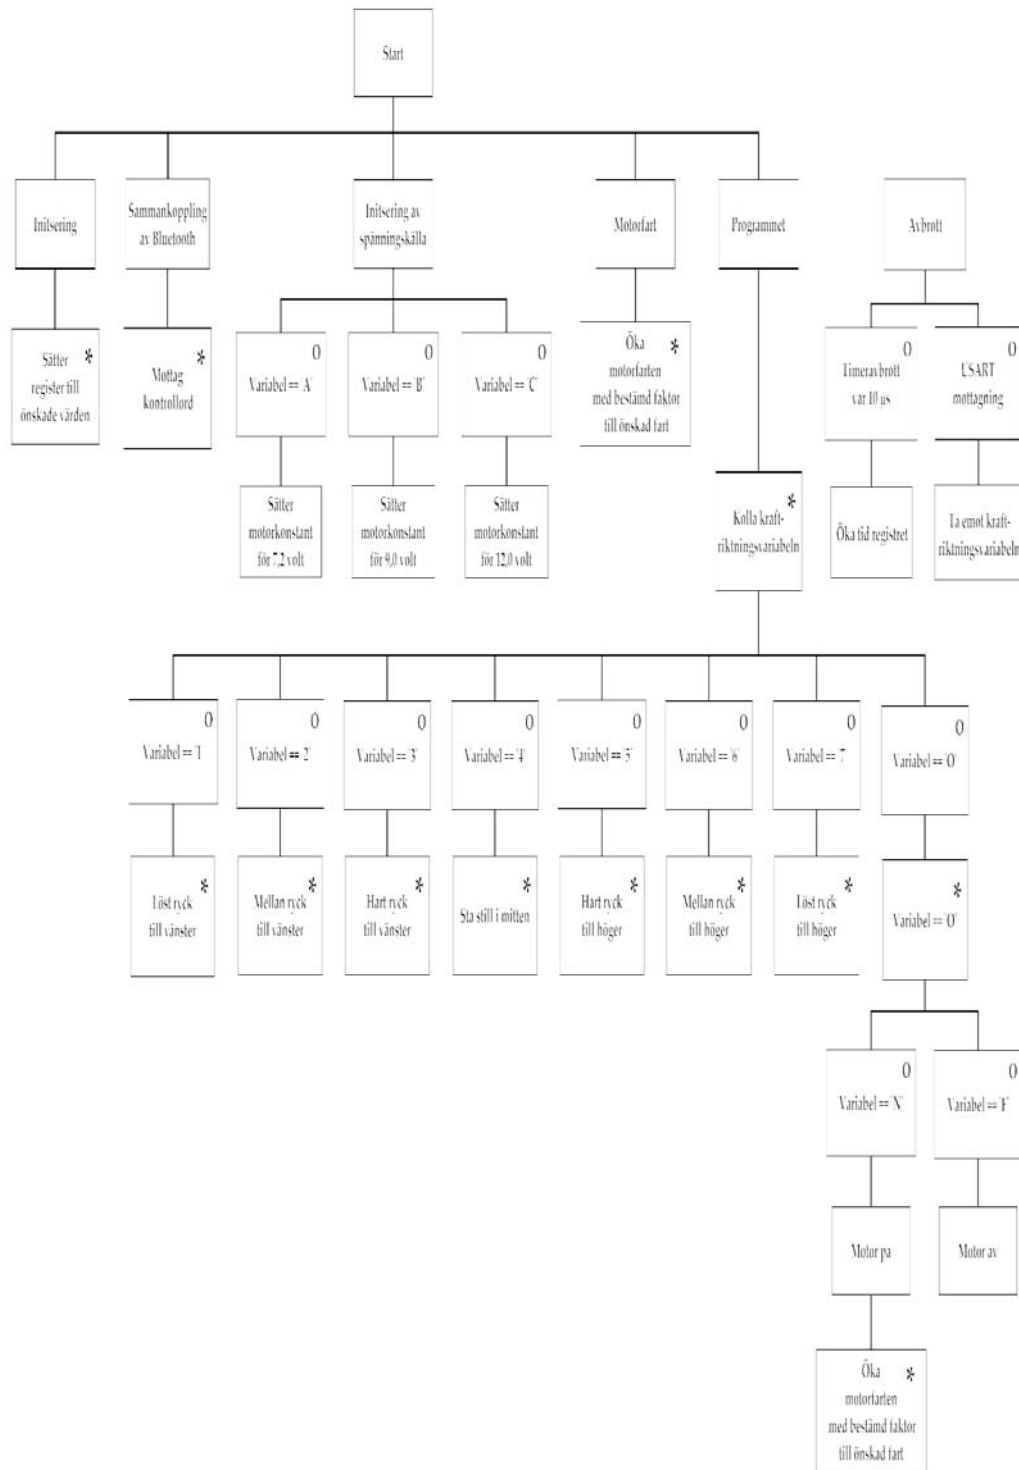 Start
Initsering
Sammankoppling
av Bluetooth
Initsering av
spänningskälla
Motorfart
Programmet
Avbrott
*
Sätter
register till
önskade värden
*
Mottag
kontrollord
0
Variabel == 'A'
0
Variabel == 'B'
0
Variabel == 'C'
*
Öka
motorfarten
med bestämd faktor
till önskad fart
0
Timeravbrott
var 10 us
0
USART
mottagning
Sätter
motorkonstant
för 7,2 volt
Sätter
motorkonstant
för 9,0 volt
Sätter
motorkonstant
för 12,0 volt
*
Kolla kraft-
riktningsvariabeln
Öka tid registret
Ta emot kraft-
riktningsvariabeln
0
Variabel == '1
0
Variabel == 2'
0
Variabel == '3'
0
Variabel == '4'
0
Variabel == '5'
0
Variabel == '6'
0
Variabel == '7'
0
Variabel == 'O'
*
Löst ryck
till vänster
*
Mellan ryck
till vänster
*
Hart ryck
till vänster
*
Sta still i mitten
*
Hart ryck
till höger
*
Mellan ryck
till höger
*
Löst ryck
till höger
*
Variabel == 'O'
0
Variabel == 'N'
0
Variabel == 'F'
Motor pa
Motor av
*
Öka
motorfarten
med bestämd faktor
till önskad fart